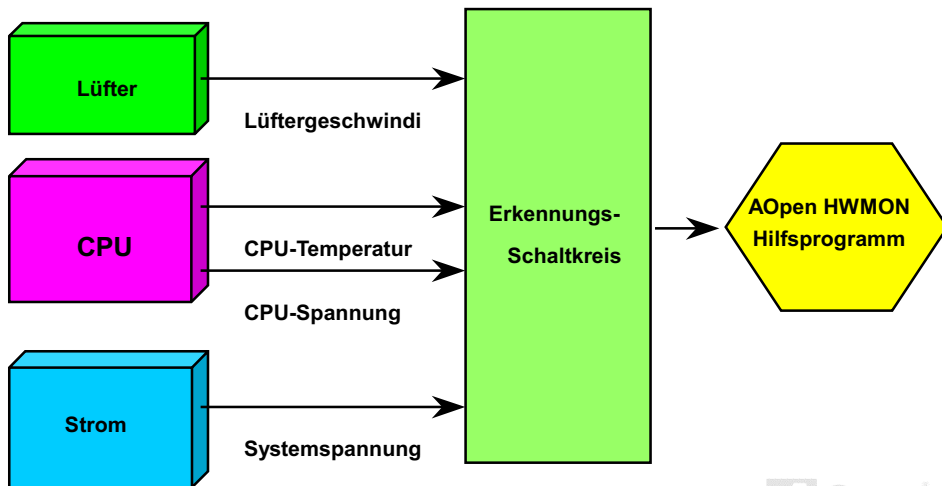 Lüfter
Lüftergeschwindi
CPU
CPU-Temperatur
CPU-Spannung
Strom
Systemspannung
Erkennungs-
Schaltkreis
AOpen HWMON
Hilfsprogramm